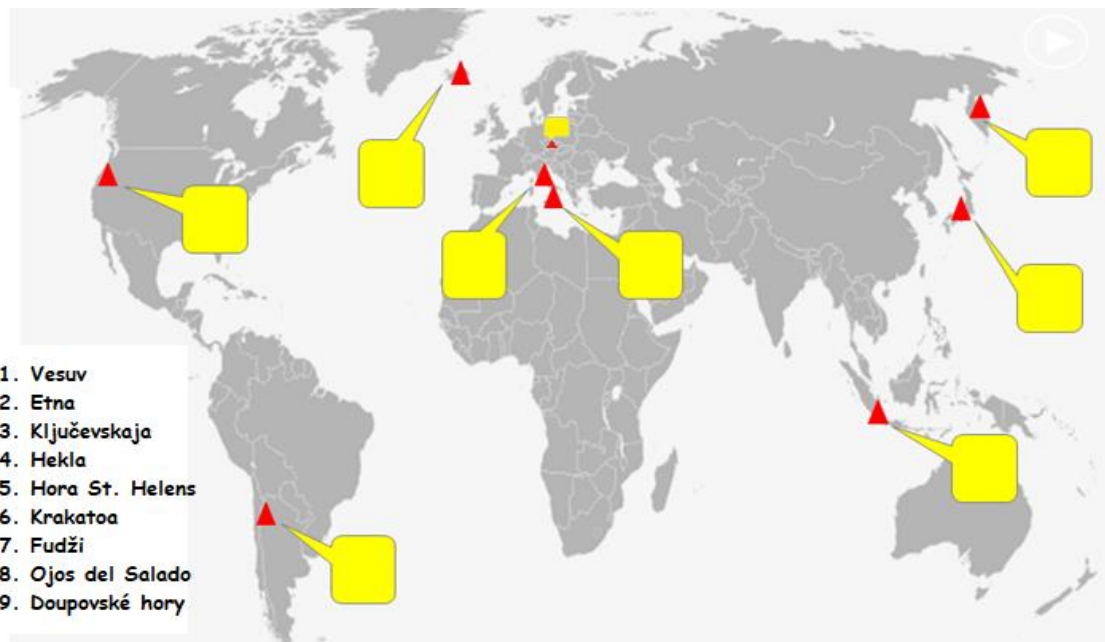 1. Vesuv
2. Etna
3. Ključevskaja
4. Hekla
5. Hora St. Helens
6. Krakatoa
7. Fudži
8. Ojos del Salado
9. Doupovské hory